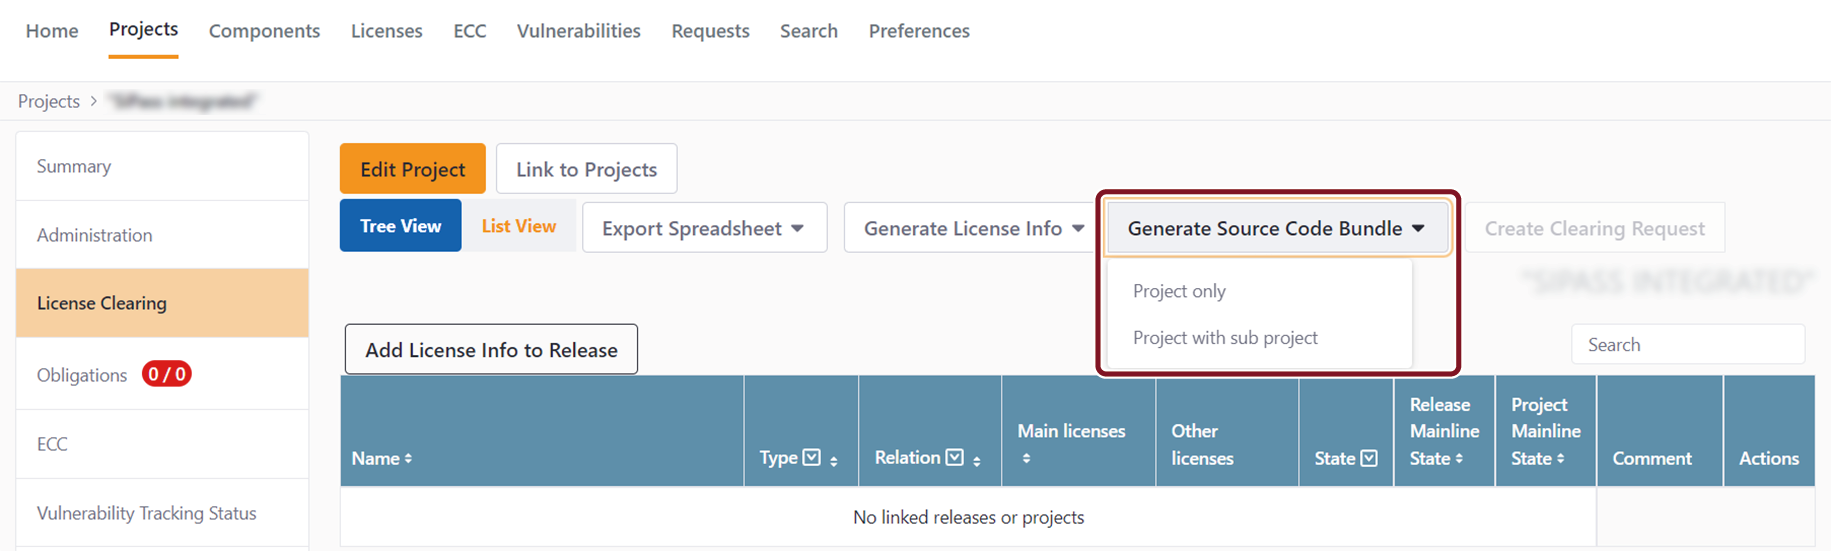 Home Projects Components Licenses ECC Vulnerabilities Requests Search Preferences
Projects >
Summary
Administration
License Clearing
Obligations 0 / 0
ECC
Vulnerability Tracking Status
Edit Project Link to Projects
Tree View List View Export Spreadsheet Generate License Info Generate Source Code Bundle Create Clearing Request
Project only
Project with sub project
"SIPASS INTEGRATED"
Add License Info to Release
Search
Name Type Relation Main licenses Other licenses State Release Mainline State Project Mainline State Comment Actions
No linked releases or projects